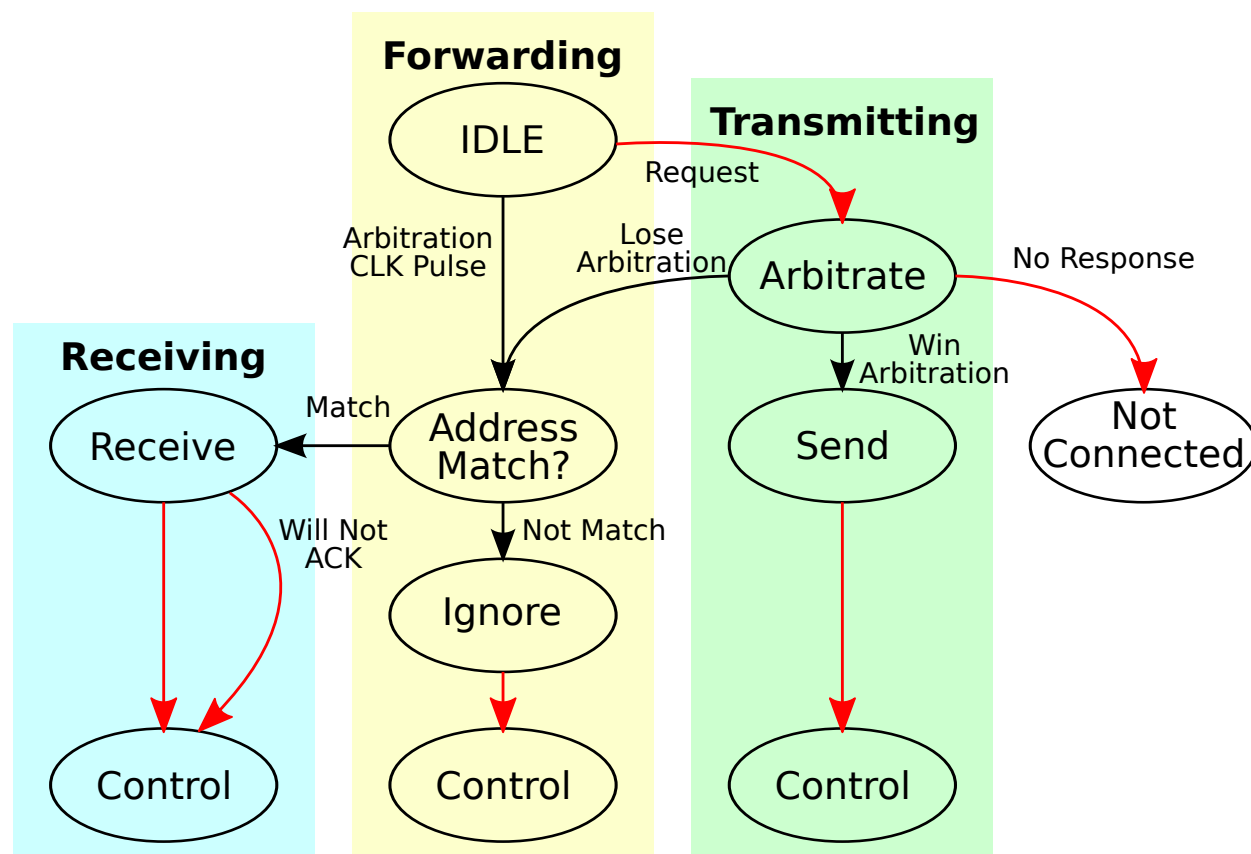 Forwarding
IDLE
Transmitting
Request
Arbitration
CLK Pulse
Lose
Arbitration
Arbitrate
No Response
Receiving
Win
Arbitration
Match
Receive
Address
Match?
Send
Not
Connected
Will Not
ACK
Not Match
Ignore
Control
Control
Control